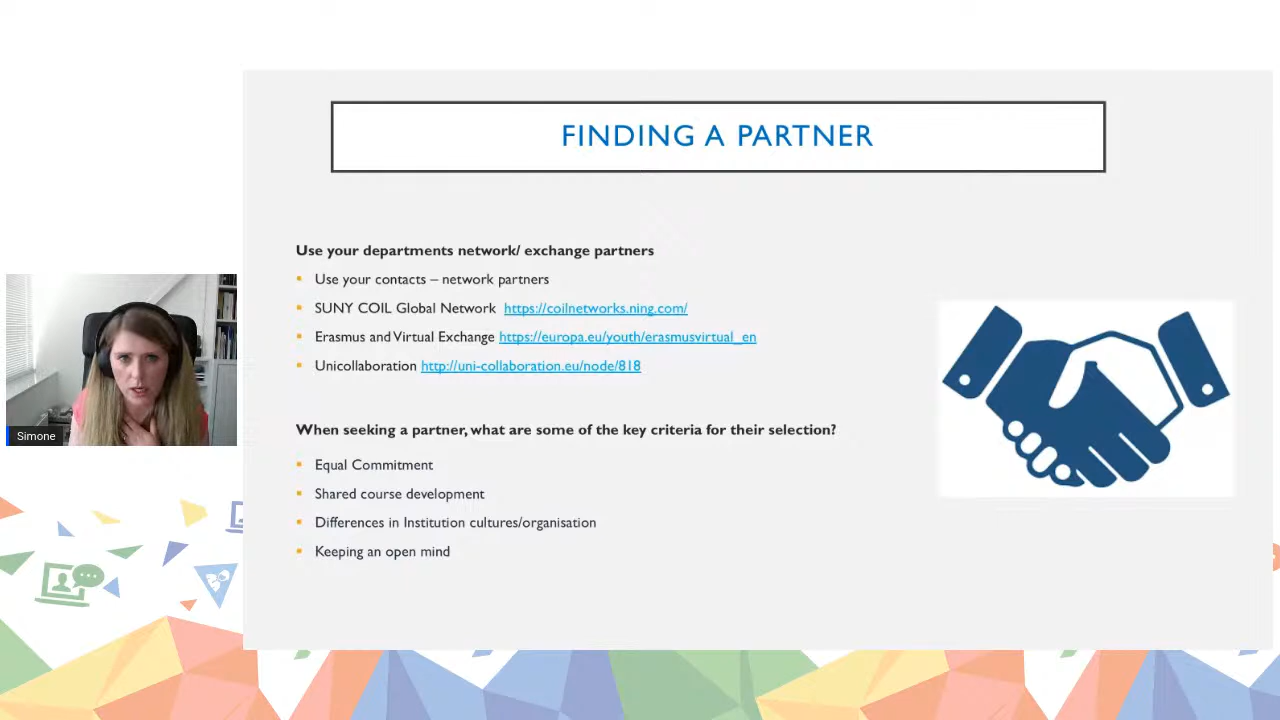 FINDING A PARTNER
Use your departments network/ exchange partners
Use your contacts – network partners
SUNY COIL Global Network https://coilnetworks.ning.com/
Erasmus and Virtual Exchange https://europa.eu/youth/erasmusvirtual_en
Unicollaboration http://uni-collaboration.eu/node/818
Simone
When seeking a partner, what are some of the key criteria for their selection?
Equal Commitment
Shared course development
Differences in Institution cultures/organisation
Keeping an open mind